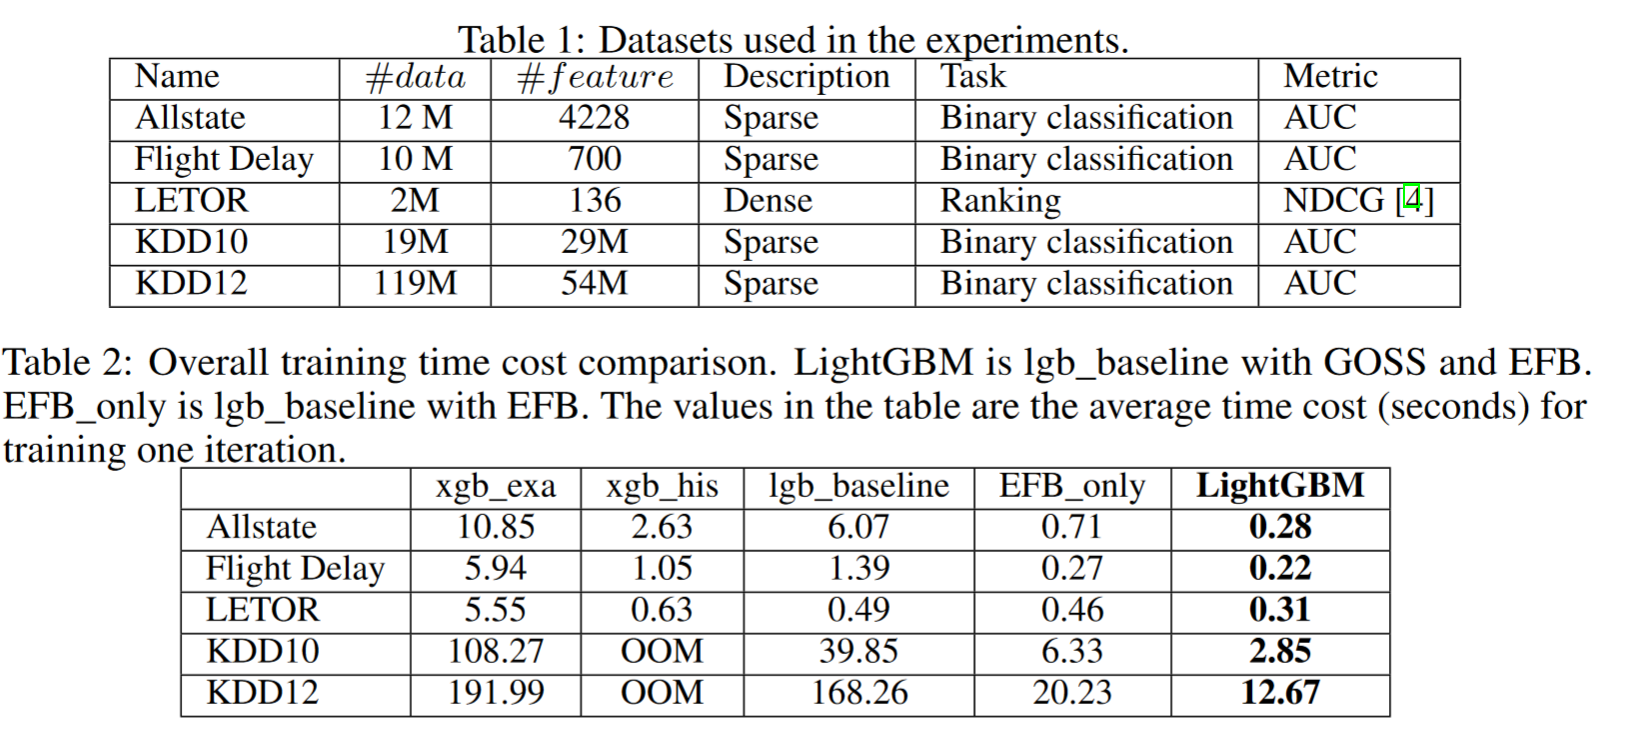 Table 1: Datasets used in the experiments.
Name #data #feature Description Task Metric
Allstate 12 M 4228 Sparse Binary classification AUC
Flight Delay 10 M 700 Sparse Binary classification AUC
LETOR 2M 136 Dense Ranking NDCG [4]
KDD10 19M 29M Sparse Binary classification AUC
KDD12 119M 54M Sparse Binary classification AUC
Table 2: Overall training time cost comparison. LightGBM is lgb_baseline with GOSS and EFB.
EFB_only is lgb_baseline with EFB. The values in the table are the average time cost (seconds) for
training one iteration.
xgb_exa xgb_his lgb_baseline EFB_only LightGBM
Allstate 10.85 2.63 6.07 0.71 0.28
Flight Delay 5.94 1.05 1.39 0.27 0.22
LETOR 5.55 0.63 0.49 0.46 0.31
KDD10 108.27 OOM 39.85 6.33 2.85
KDD12 191.99 OOM 168.26 20.23 12.67